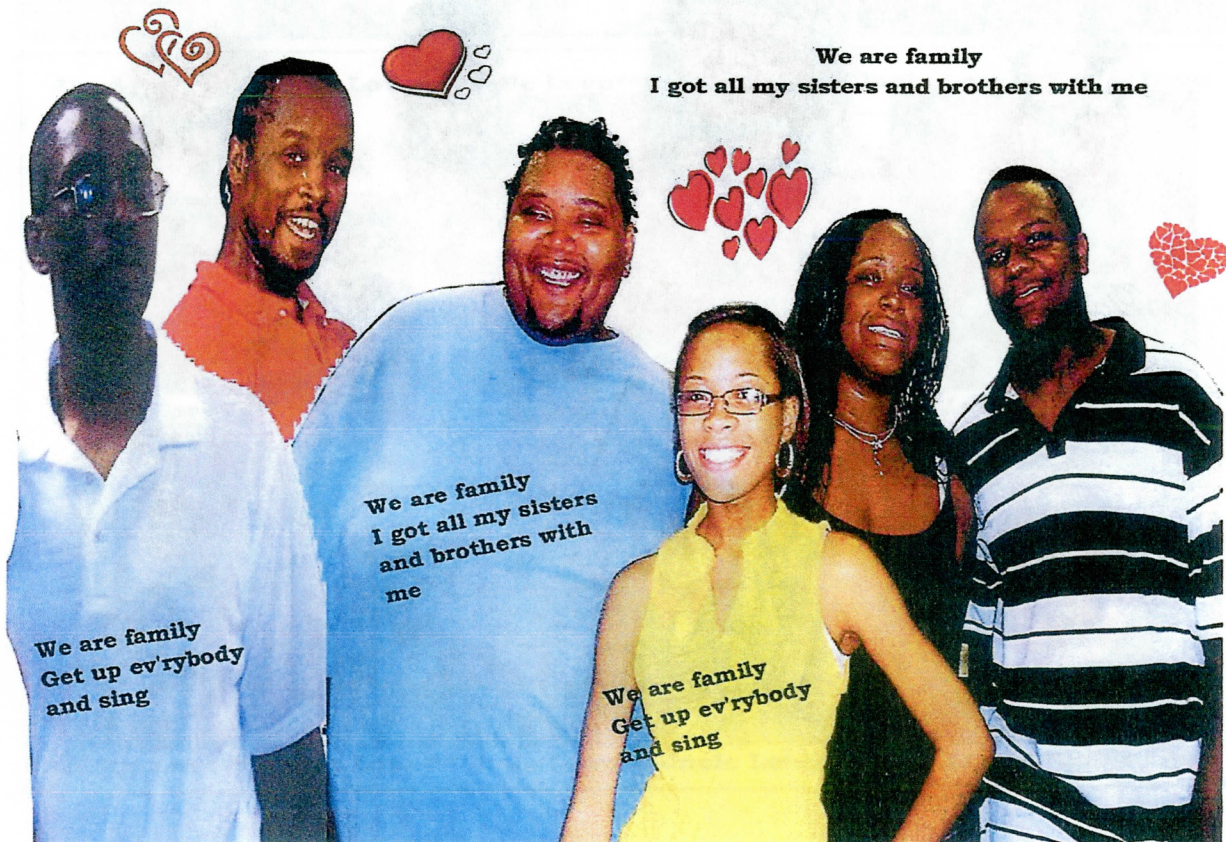 We are family
I got all my sisters and brothers with me
We are family
I got all my sisters
and brothers with
me
We are family
Get up ev'rybody
and sing
We are family
Get up ev'rybody
and sing